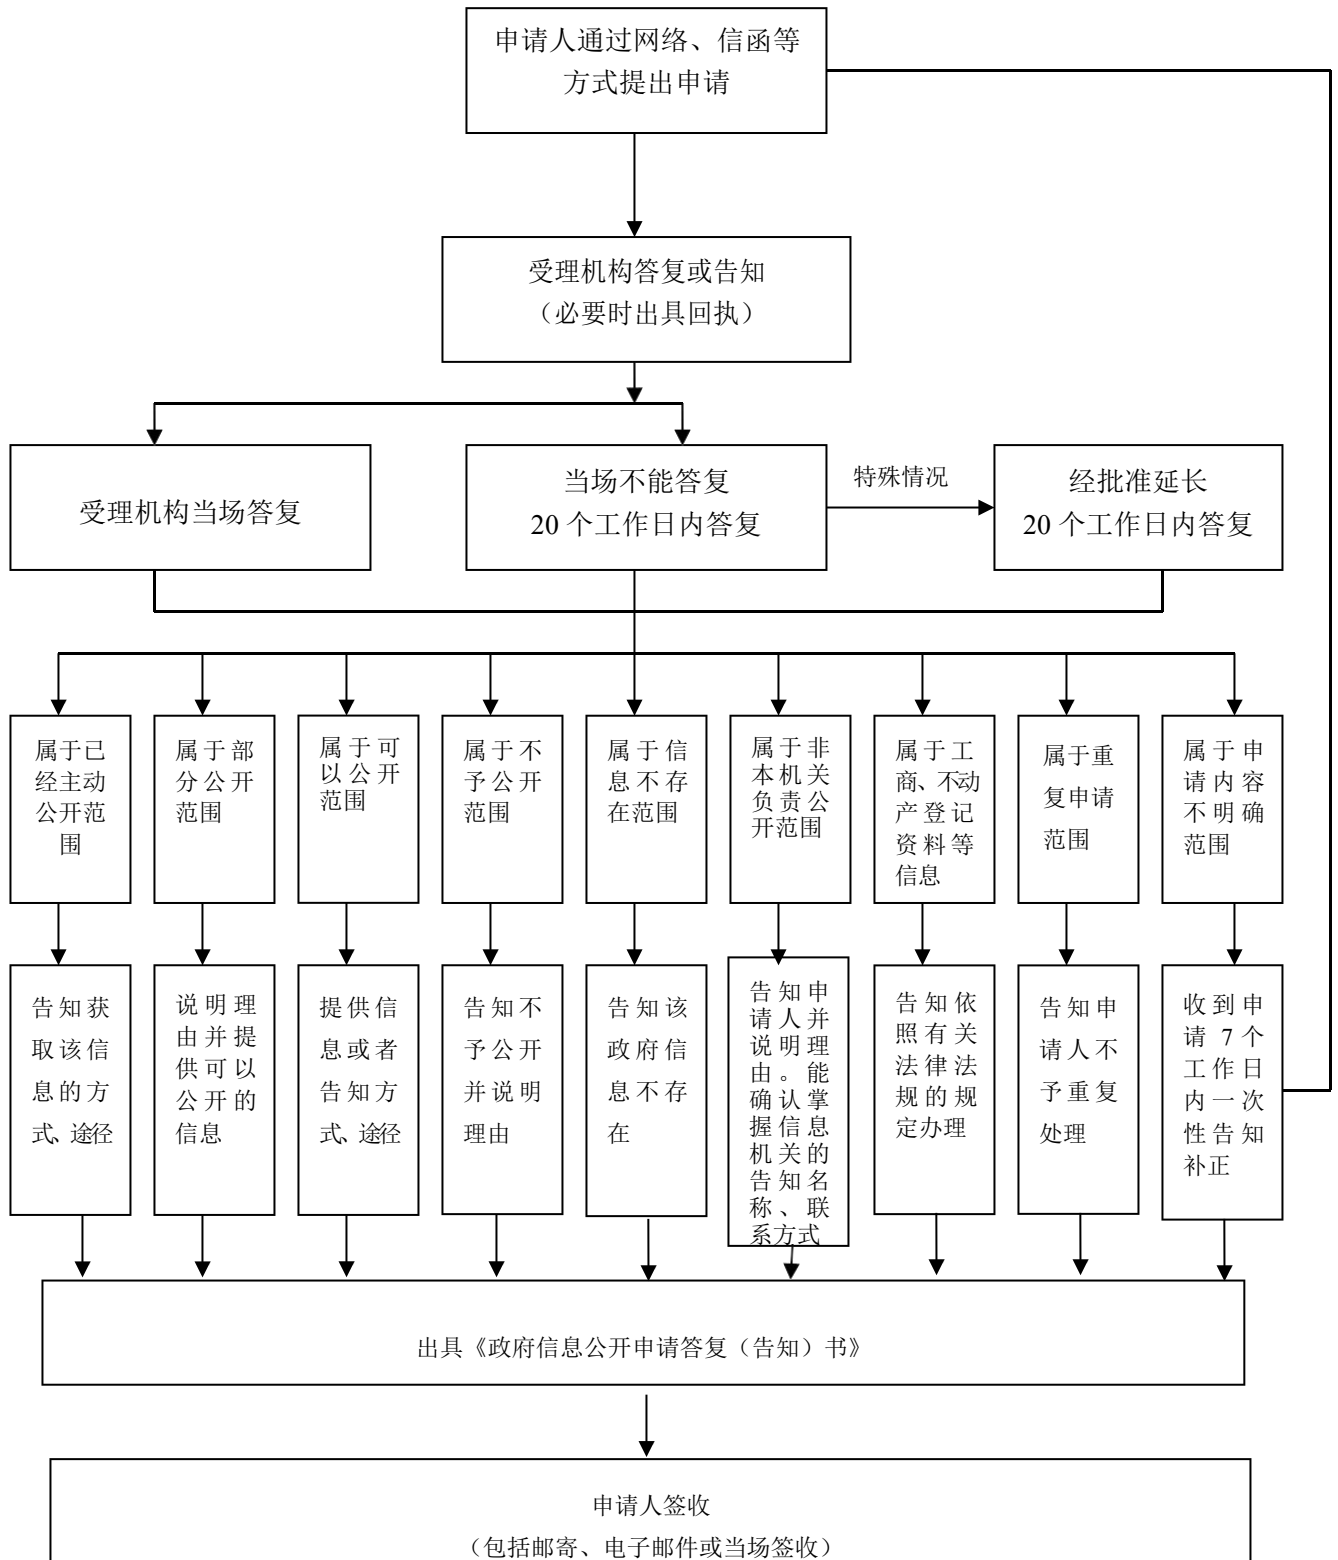 申请人通过网络、信函等
方式提出申请
受理机构答复或告知
（必要时出具回执）
受理机构当场答复
当场不能答复
20 个工作日内答复
特殊情况
经批准延长
20 个工作日内答复
属于已
经主动
公开范
围
属于部
分公开
范围
属于可
以公开
范围
属于不
予公开
范围
属于信
息不存
在范围
属于非
本机关
负责公
开范围
属于工
商、不动
产登记
资料等
信息
属于重
复申请
范围
属于申
请内容
不明确
范围
告知获
取该信
息的方
式、途径
说明理
由并提
供可以
公开的
信息
提供信
息或者
告知方
式、途径
告知不
予公开
并说明
理由
告知该
政府信
息不存
在
告知申
请人并
说明理
由。能
确认掌
握信息
机关的
告知名
称、联
系方式
告知依
照有关
法律法
规的规
定办理
告知申
请人不
予重复
处理
收到申
请 7 个
工作日
内一次
性告知
补正
出具《政府信息公开申请答复（告知）书》
申请人签收
（包括邮寄、电子邮件或当场签收）